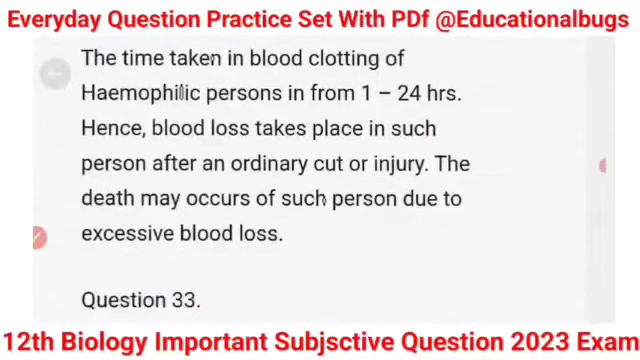 Everyday Question Practice Set With PDf @Educationalbugs
The time taken in blood clotting of
Haemophilic persons in from 1 – 24 hrs.
Hence, blood loss takes place in such
person after an ordinary cut or injury. The
death may occurs of such person due to
excessive blood loss.
Question 33.
12th Biology Important Subjsctive Question 2023 Exam